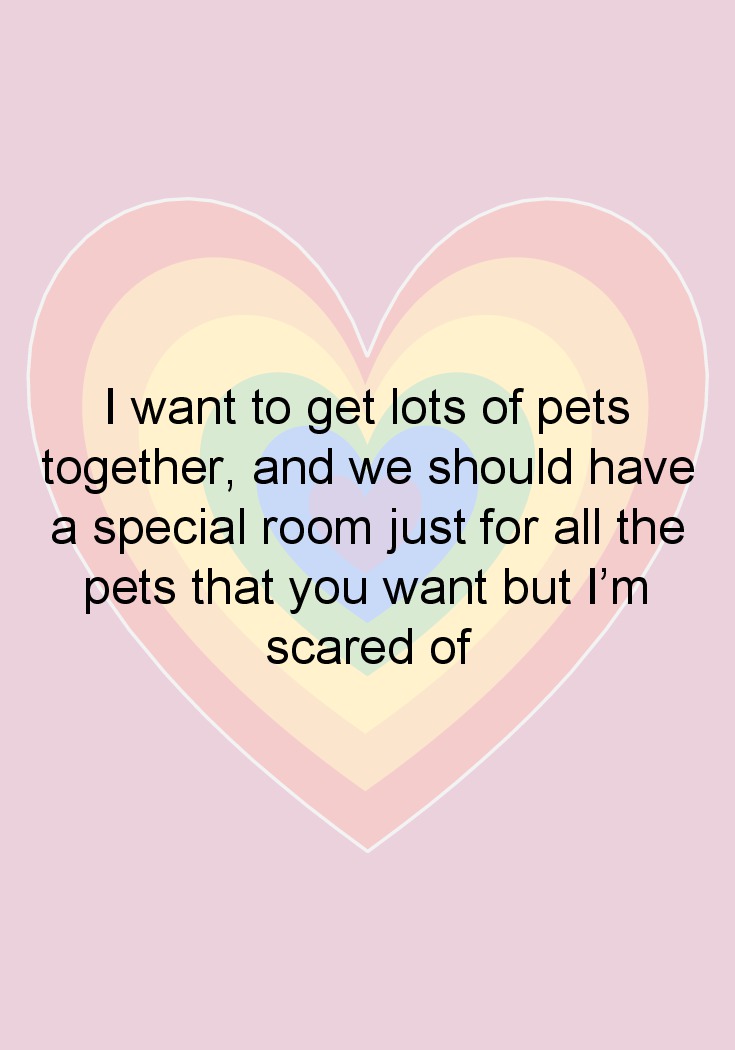 I want to get lots of pets
together, and we should have
a special room just for all the
pets that you want but I’m
scared of